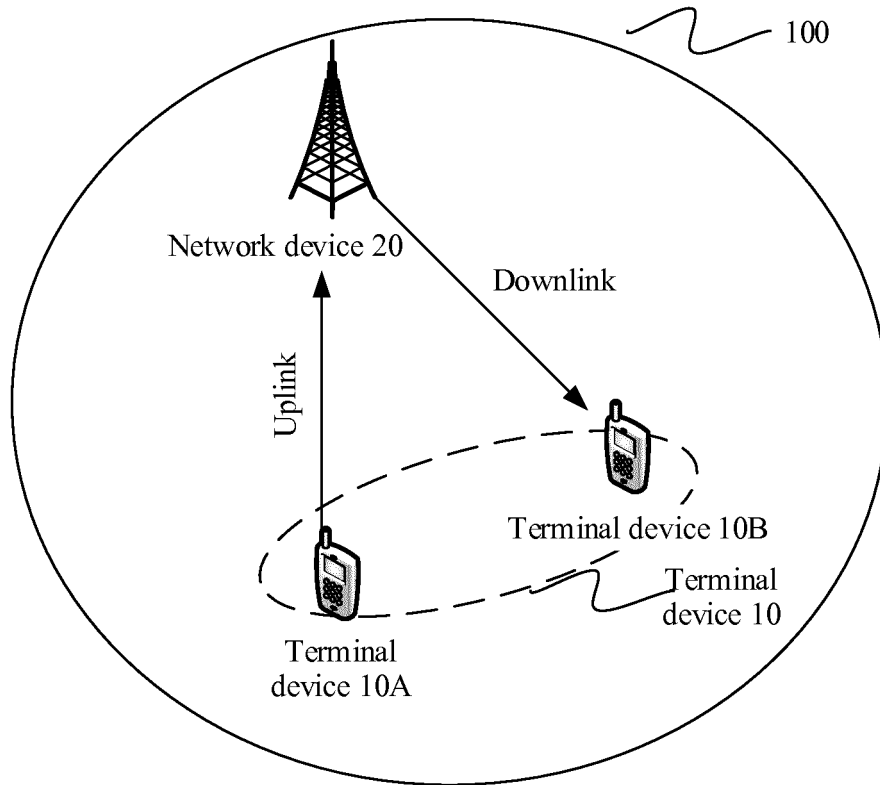 100
Network device 20
Downlink
Uplink
Terminal device 10B
Terminal
device 10
Terminal
device 10A